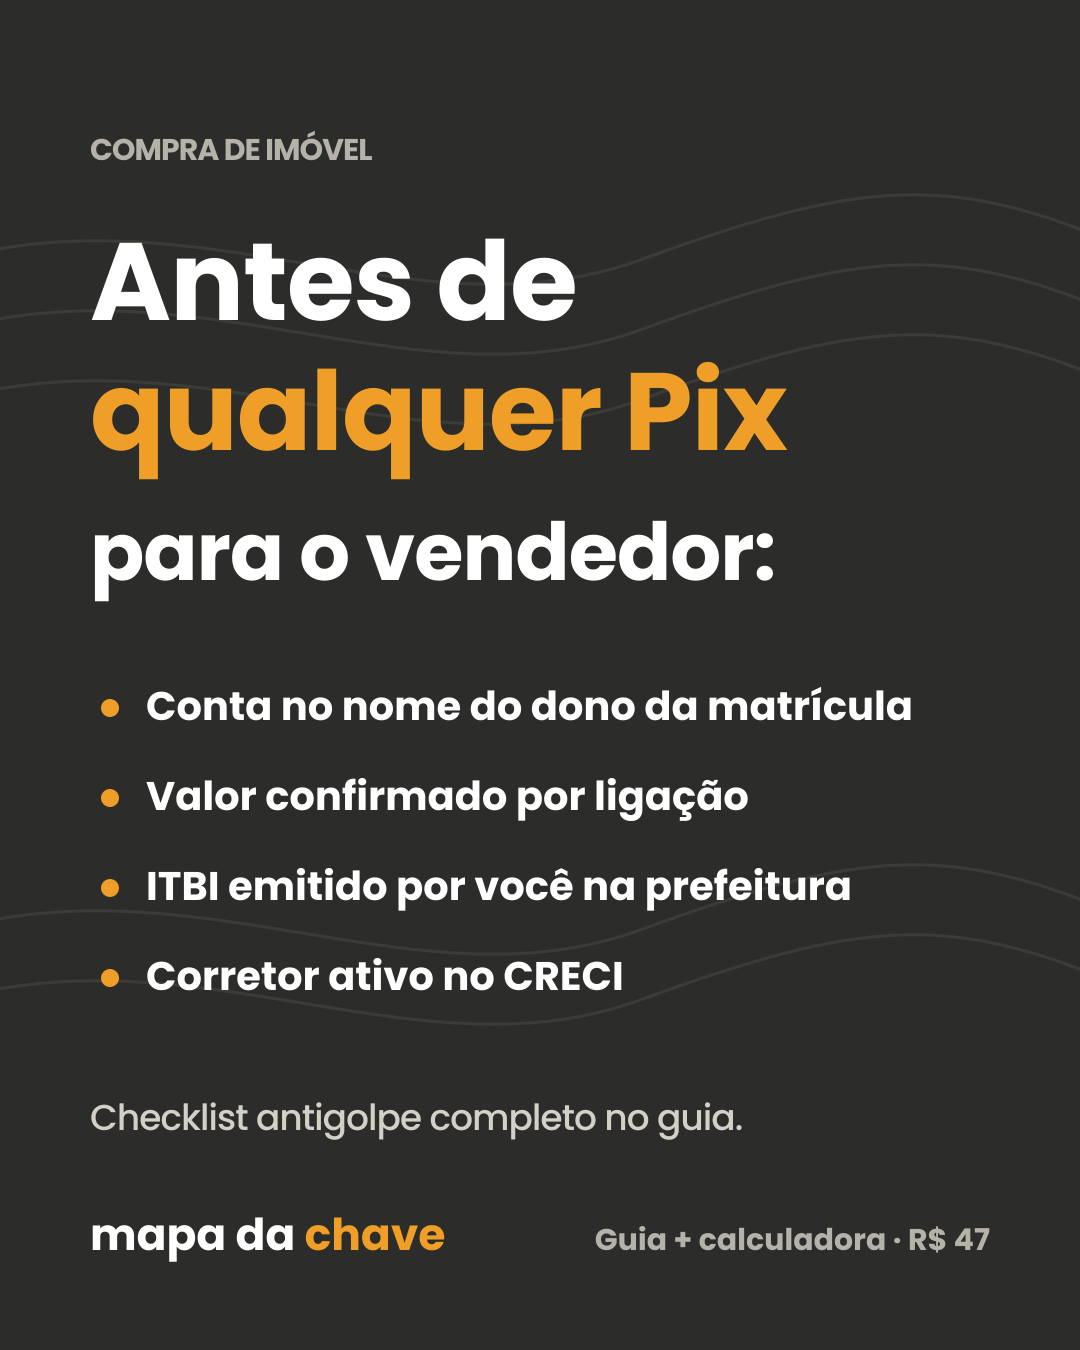 COMPRA DE IMÓVEL
Antes de
qualquer Pix
para o vendedor:
Conta no nome do dono da matrícula
Valor confirmado por ligação
ITBI emitido por você na prefeitura
Corretor ativo no CRECI
Checklist antigolpe completo no guia.
mapa da chave
Guia + calculadora · R$ 47